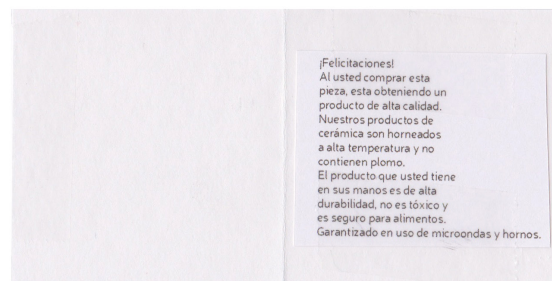 ¡Felicitaciones!
Al usted comprar esta
pieza, esta obteniendo un
producto de alta calidad.
Nuestros productos de
cerámica son horneados
a alta temperatura y no
contienen plomo.
El producto que usted tiene
en sus manos es de alta
durabilidad, no es tóxico y
es seguro para alimentos.
Garantizado en uso de microondas y hornos.